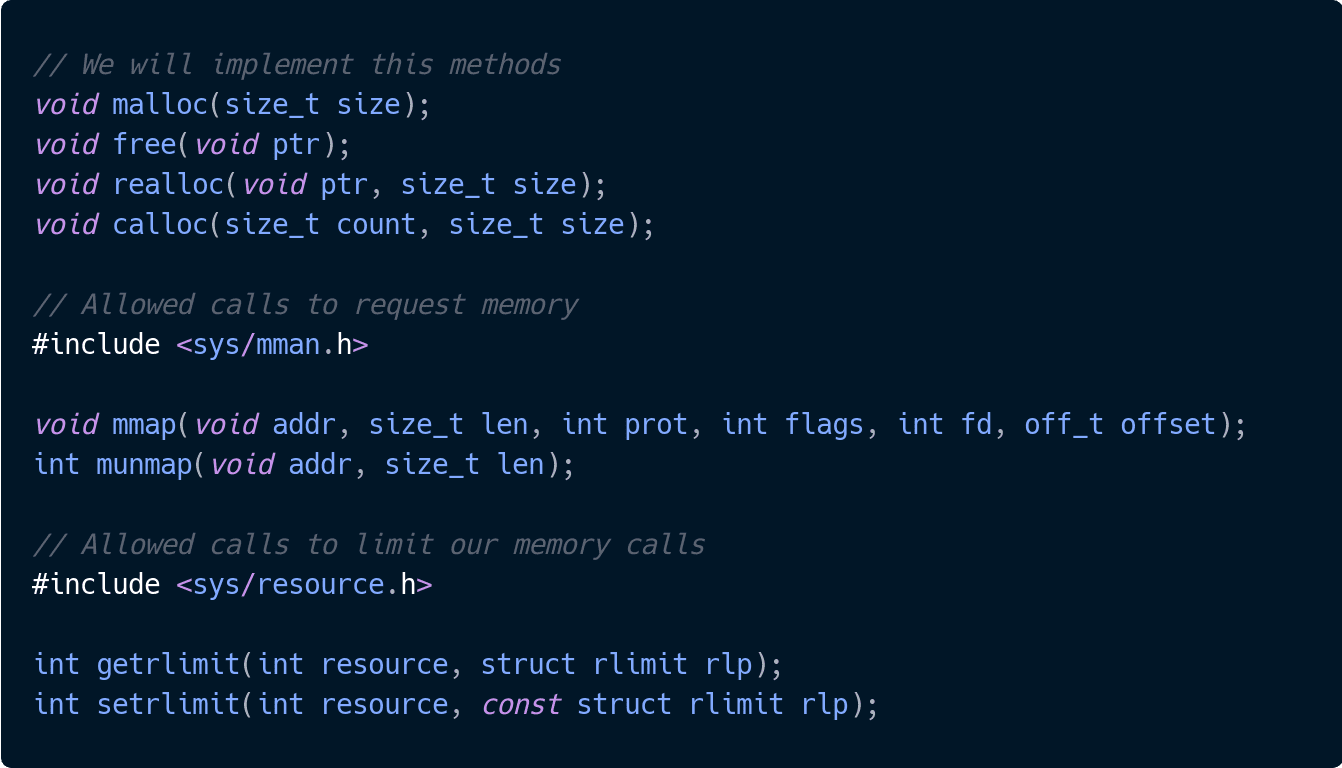 // We will implement this methods
void malloc(size_t size);
void free(void ptr);
void realloc(void ptr, size_t size);
void calloc(size_t count, size_t size);
// Allowed calls to request memory
#include <sys/mman.h>
void mmap(void addr, size_t len, int prot, int flags, int fd, off_t offset);
int munmap(void addr, size_t len);
// Allowed calls to limit our memory calls
#include <sys/resource.h>
int getrlimit(int resource, struct rlimit rlp);
int setrlimit(int resource, const struct rlimit rlp);